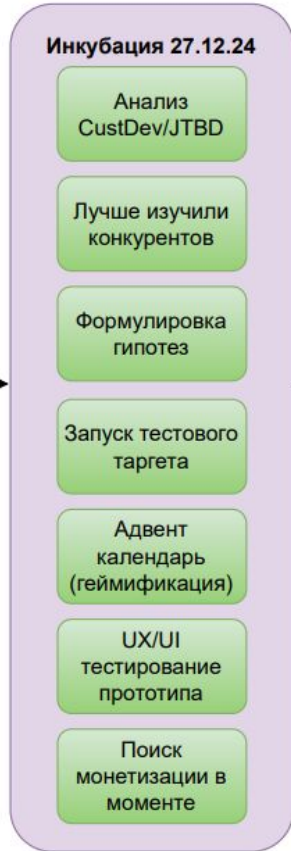 Инкубация 27.12.24
Анализ
CustDev/JTBD
Лучше изучили
конкурентов
Формулировка
гипотез
Запуск тестового
таргета
Адвент
календарь
(геймификация)
UX/UI
тестирование
прототипа
Поиск
монетизации в
моменте